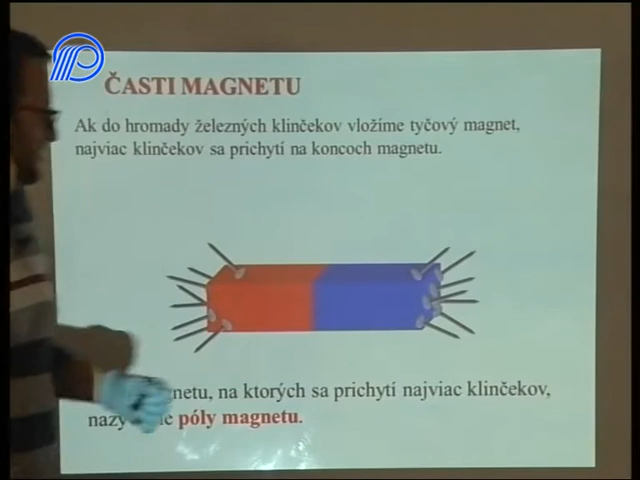 ČASTI MAGNETU
Ak do hromady železných klinčekov vložíme tyčový magnet,
najviac klinčekov sa prichytí na koncoch magnetu.
, na ktorých sa prichytí najviac klinčekov,
póly magnetu.